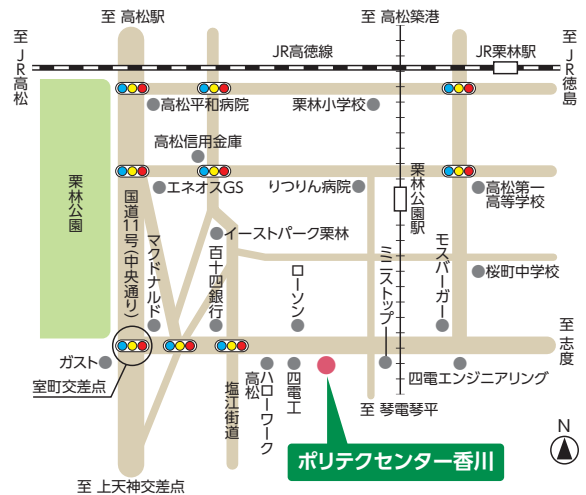 至 高松駅
至 高松築港
至 JR高松
JR高徳線
JR栗林駅
至 JR徳島
高松平和病院
栗林小学校
高松信用金庫
栗林公園
国道11号(中央通り)
エネオスGS
りつりん病院
栗林公園駅
高松第一
高等学校
イーストパーク栗林
マクドナルド
百十四銀行
ローソン
ミニストップ
モスバーガー
桜町中学校
至 志度
ガスト
室町交差点
塩江街道
ハローワーク
高松
四電工
四電エンジニアリング
至 琴電琴平
ポリテクセンター香川
至 上天神交差点
N